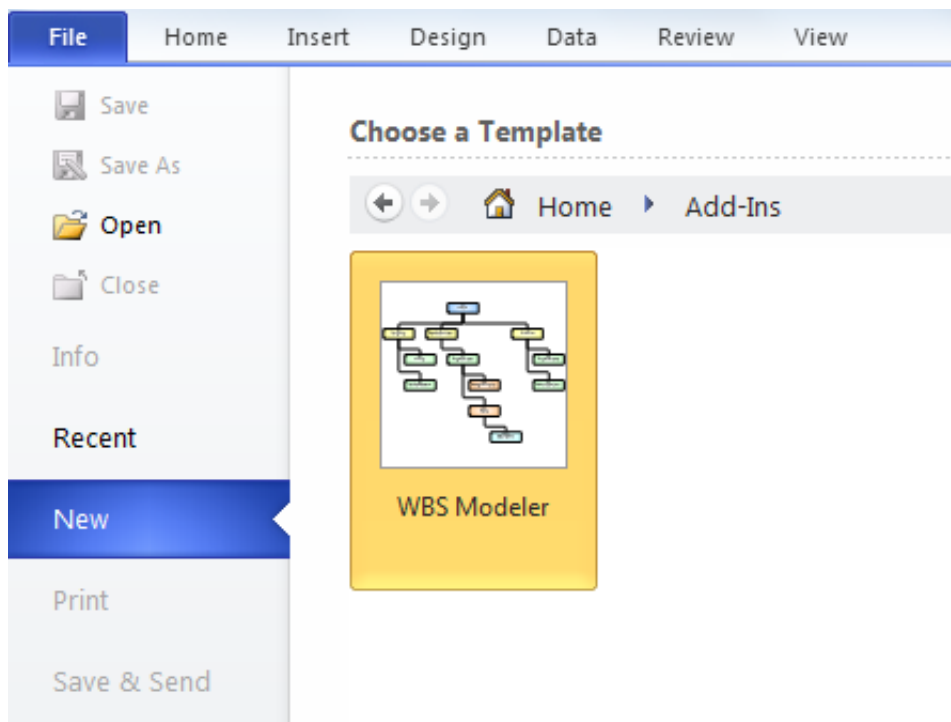 File Home Insert Design Data Review View
Save
Choose a Template
Save As
Home Add-Ins
Open
Close
Info
Recent
WBS Modeler
New
Print
Save & Send